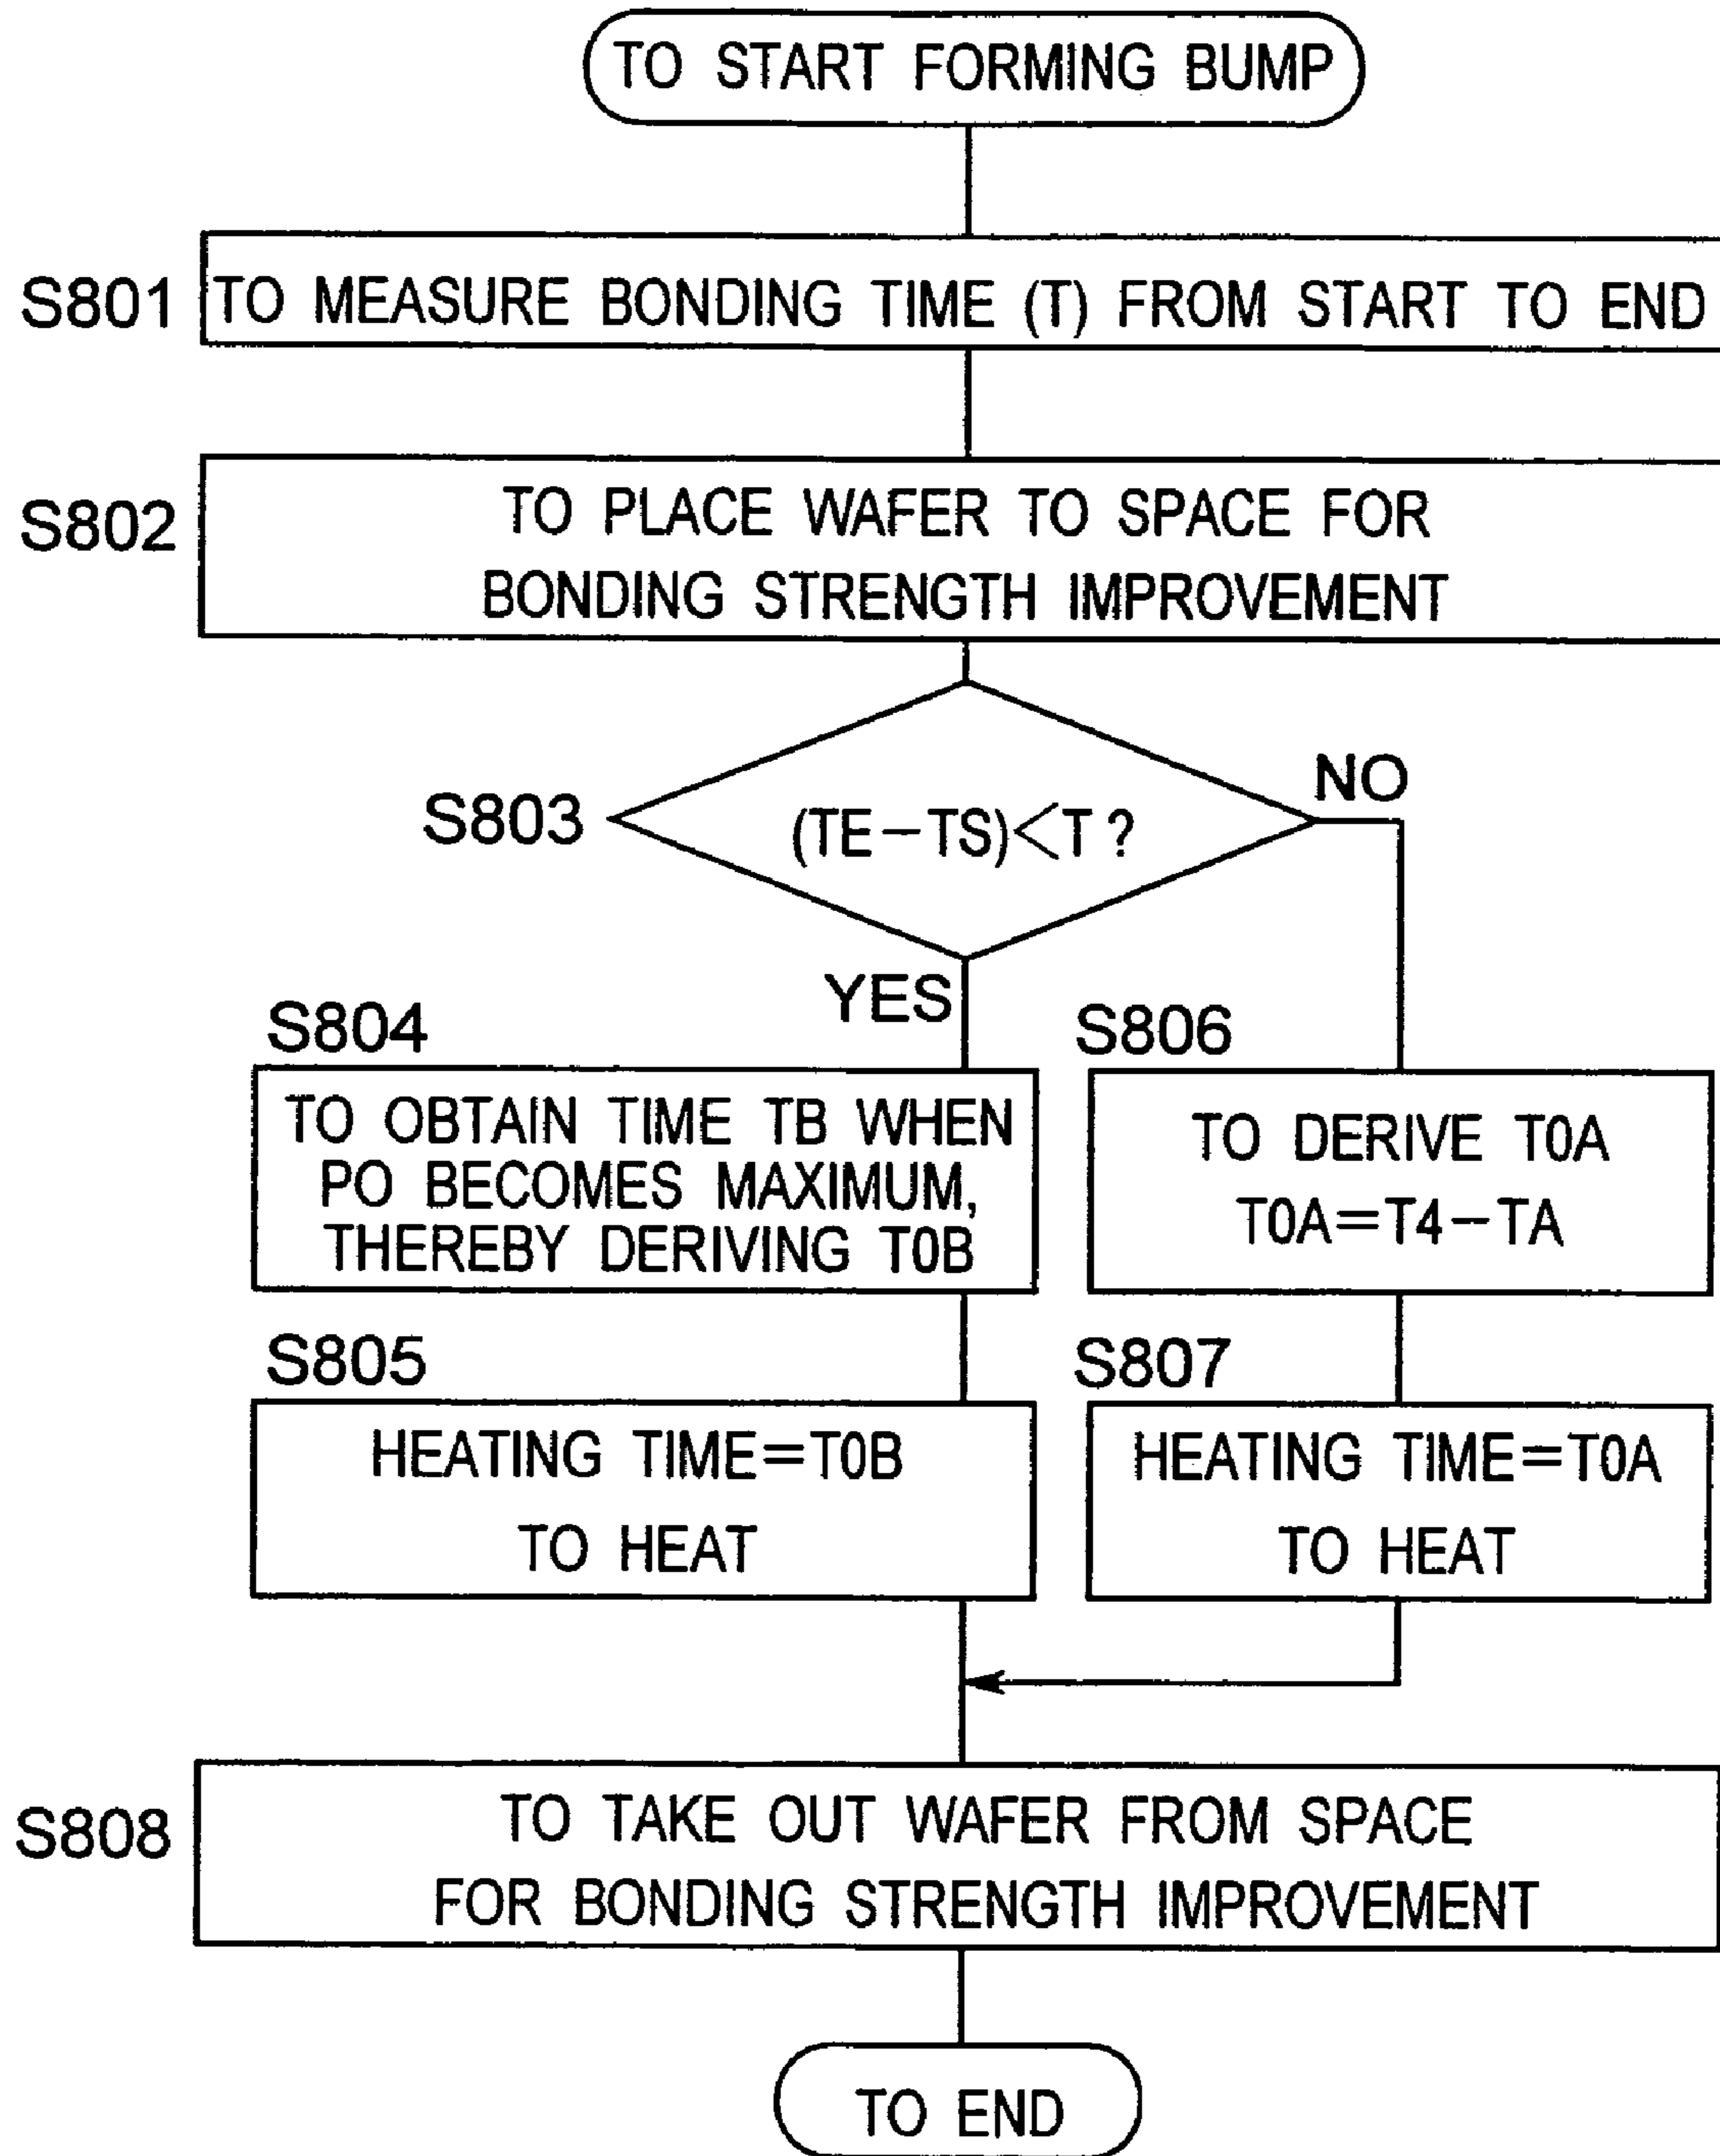 TO START FORMING BUMP
S801
TO MEASURE BONDING TIME (T) FROM START TO END
S802
TO PLACE WAFER TO SPACE FOR
BONDING STRENGTH IMPROVEMENT
S803
(TE−TS)<T ?
NO
YES
S804
TO OBTAIN TIME TB WHEN
PO BECOMES MAXIMUM,
THEREBY DERIVING T0B
S806
TO DERIVE T0A
T0A=T4−TA
S805
HEATING TIME=T0B
TO HEAT
S807
HEATING TIME=T0A
TO HEAT
S808
TO TAKE OUT WAFER FROM SPACE
FOR BONDING STRENGTH IMPROVEMENT
TO END